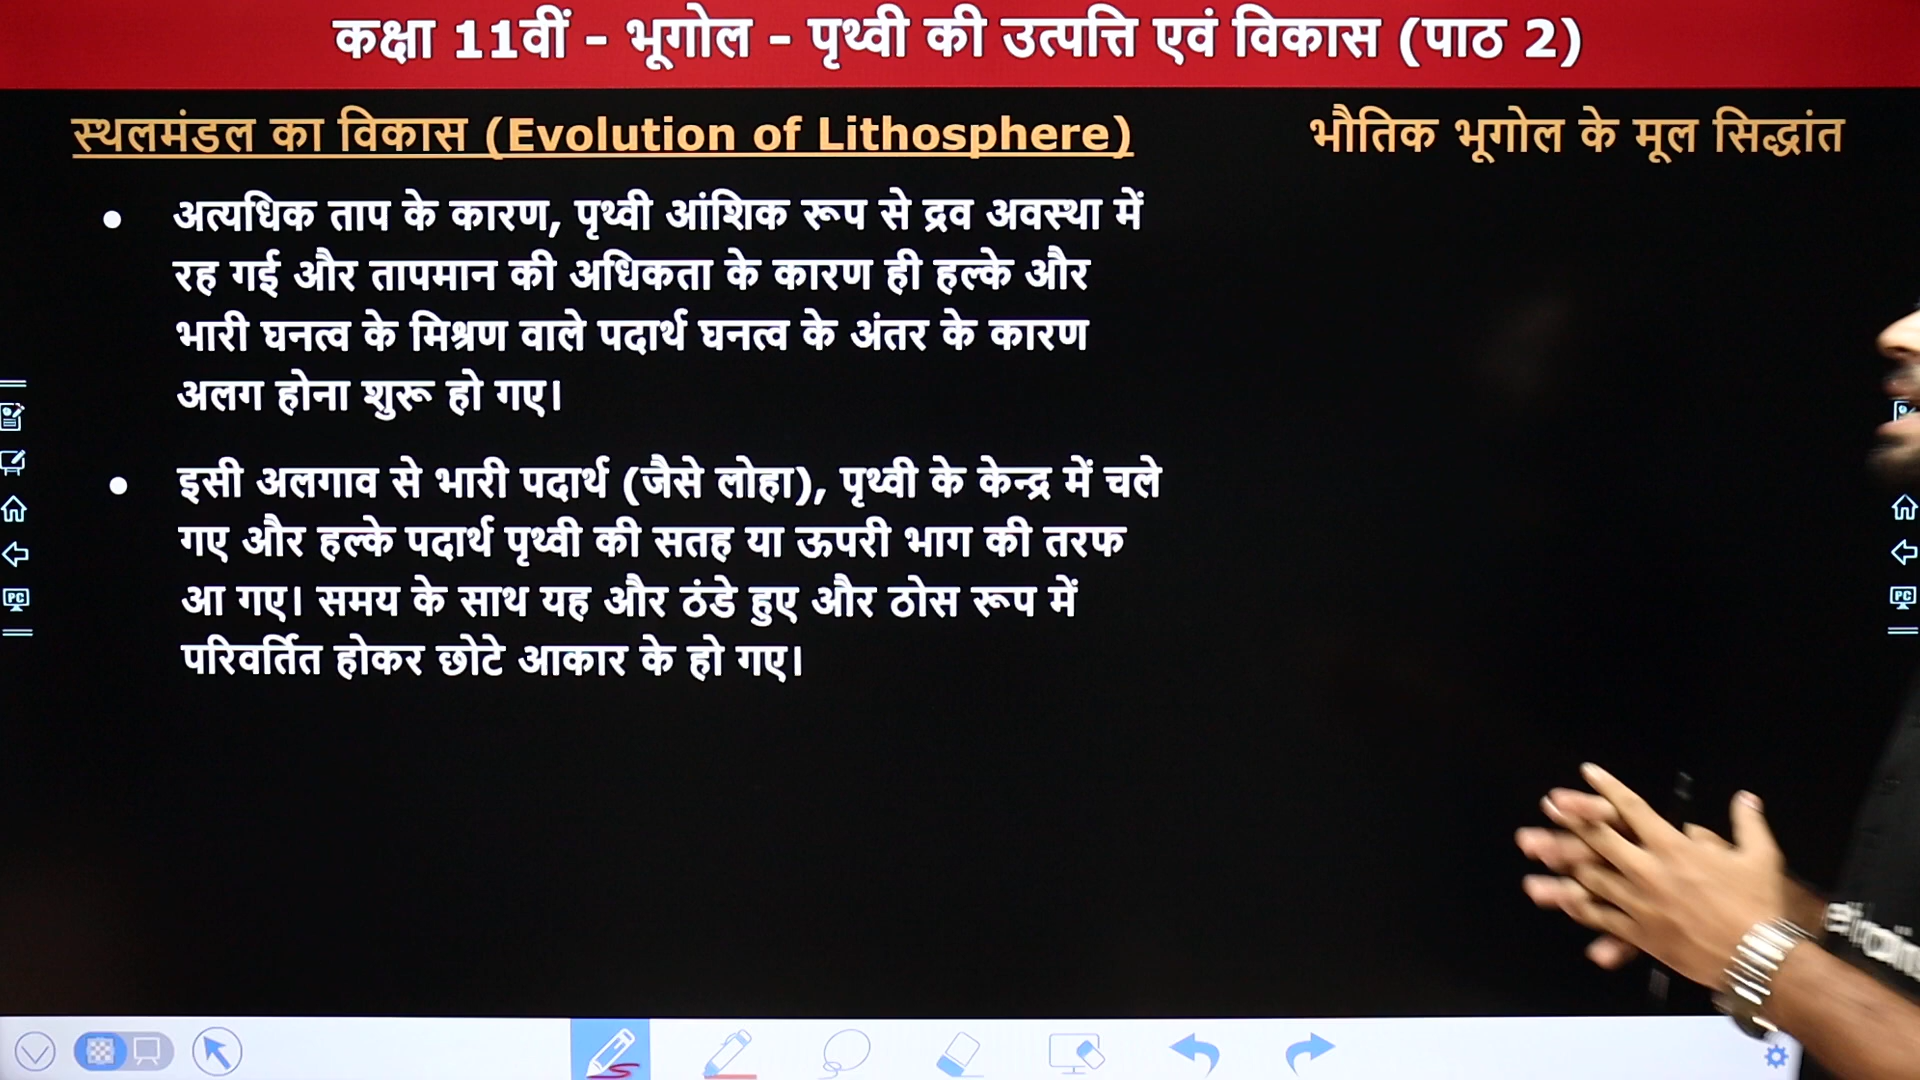 कक्षा 11वीं - भूगोल - पृथ्वी की उत्पत्ति एवं विकास (पाठ 2)
स्थलमंडल का विकास (Evolution of Lithosphere)
भौतिक भूगोल के मूल सिद्धांत
• अत्यधिक ताप के कारण, पृथ्वी आंशिक रूप से द्रव अवस्था में
रह गई और तापमान की अधिकता के कारण ही हल्के और
भारी घनत्व के मिश्रण वाले पदार्थ घनत्व के अंतर के कारण
अलग होना शुरू हो गए।
• इसी अलगाव से भारी पदार्थ (जैसे लोहा), पृथ्वी के केन्द्र में चले
गए और हल्के पदार्थ पृथ्वी की सतह या ऊपरी भाग की तरफ
आ गए। समय के साथ यह और ठंडे हुए और ठोस रूप में
परिवर्तित होकर छोटे आकार के हो गए।
PC
PC